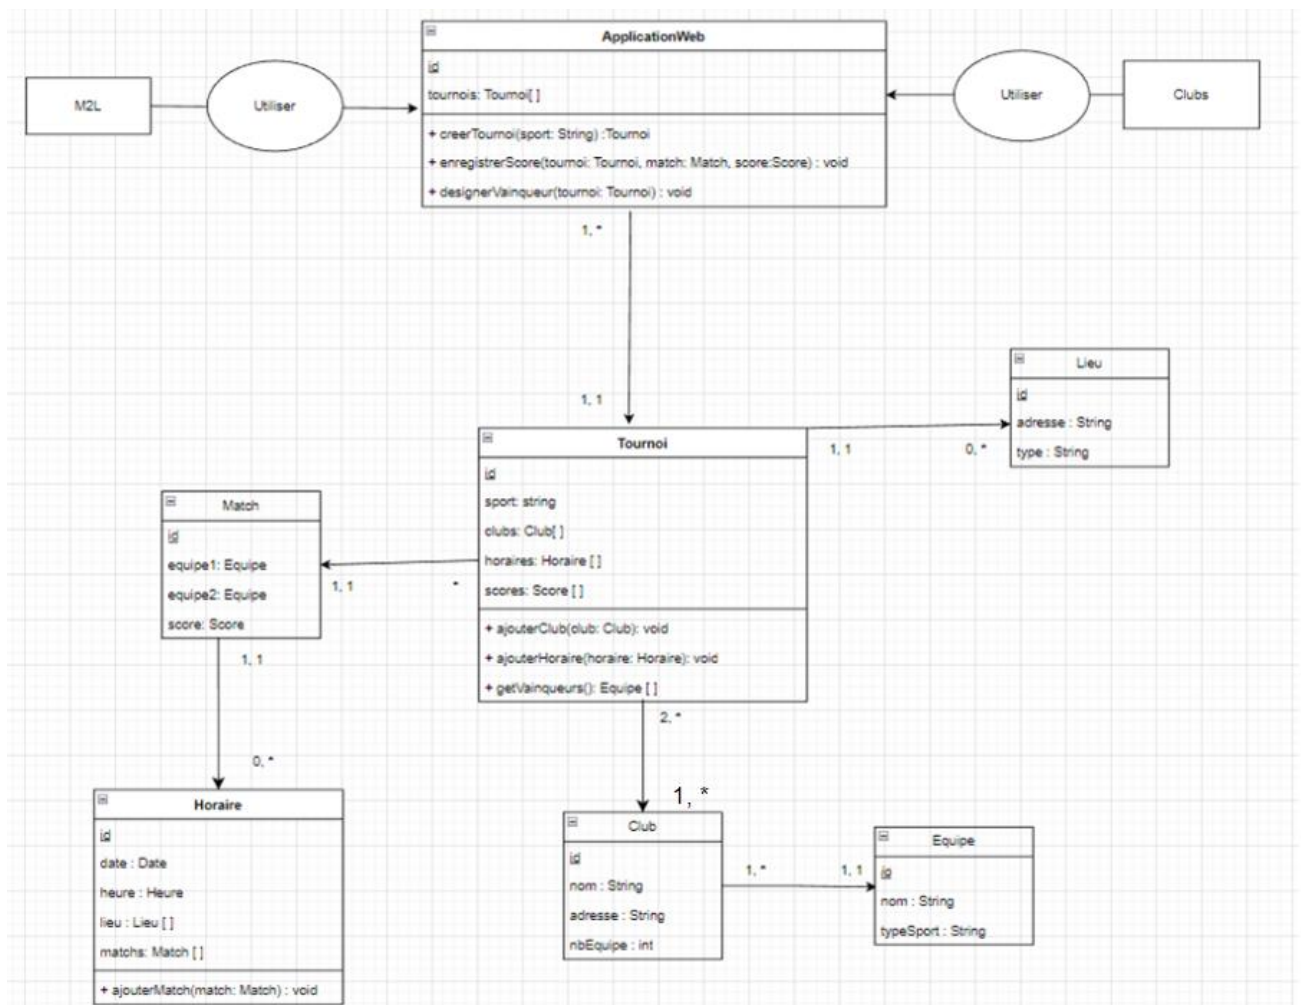 ApplicationWeb
id
tournois: Tournoi[ ]
+ creerTournoi(sport: String) :Tournoi
+ enregistrerScore(tournoi: Tournoi, match: Match, score:Score) : void
+ designerVainqueur(tournoi: Tournoi) : void
M2L
Utiliser
Utiliser
Clubs
1, *
1, 1
Lieu
id
adresse : String
type : String
1, 1
0, *
Tournoi
id
sport: string
clubs: Club[ ]
horaires: Horaire [ ]
scores: Score [ ]
+ ajouterClub(club: Club): void
+ ajouterHoraire(horaire: Horaire): void
+ getVainqueurs(): Equipe [ ]
Match
id
equipe1: Equipe
equipe2: Equipe
score: Score
1, 1
*
1, 1
0, *
2, *
1, *
Horaire
id
date : Date
heure : Heure
lieu : Lieu [ ]
matchs: Match [ ]
+ ajouterMatch(match: Match) : void
Club
id
nom : String
adresse : String
nbEquipe : int
1, *
1, 1
Equipe
id
nom : String
typeSport : String